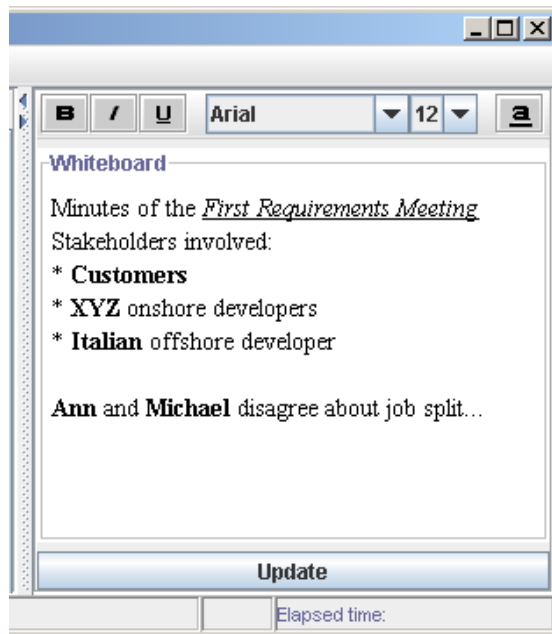 B I U Arial 12 a
Whiteboard
Minutes of the First Requirements Meeting
Stakeholders involved:
* Customers
* XYZ onshore developers
* Italian offshore developer
Ann and Michael disagree about job split...
Update
Elapsed time: